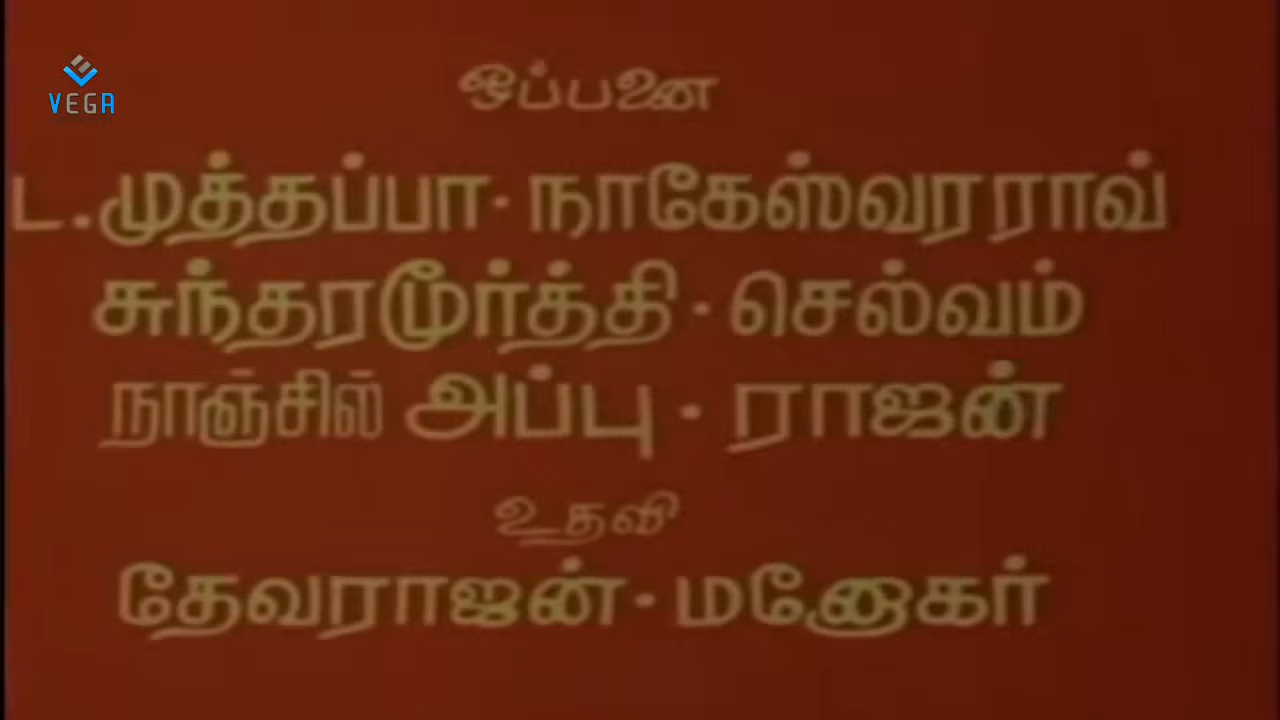 VEGA
ஒப்பனை
ட.முத்தப்பா · நாகேஸ்வரராவ்
சுந்தரமூர்த்தி · செல்வம்
நாஞ்சில் அப்பு · ராஜன்
உதவி
தேவராஜன் · மனோகர்